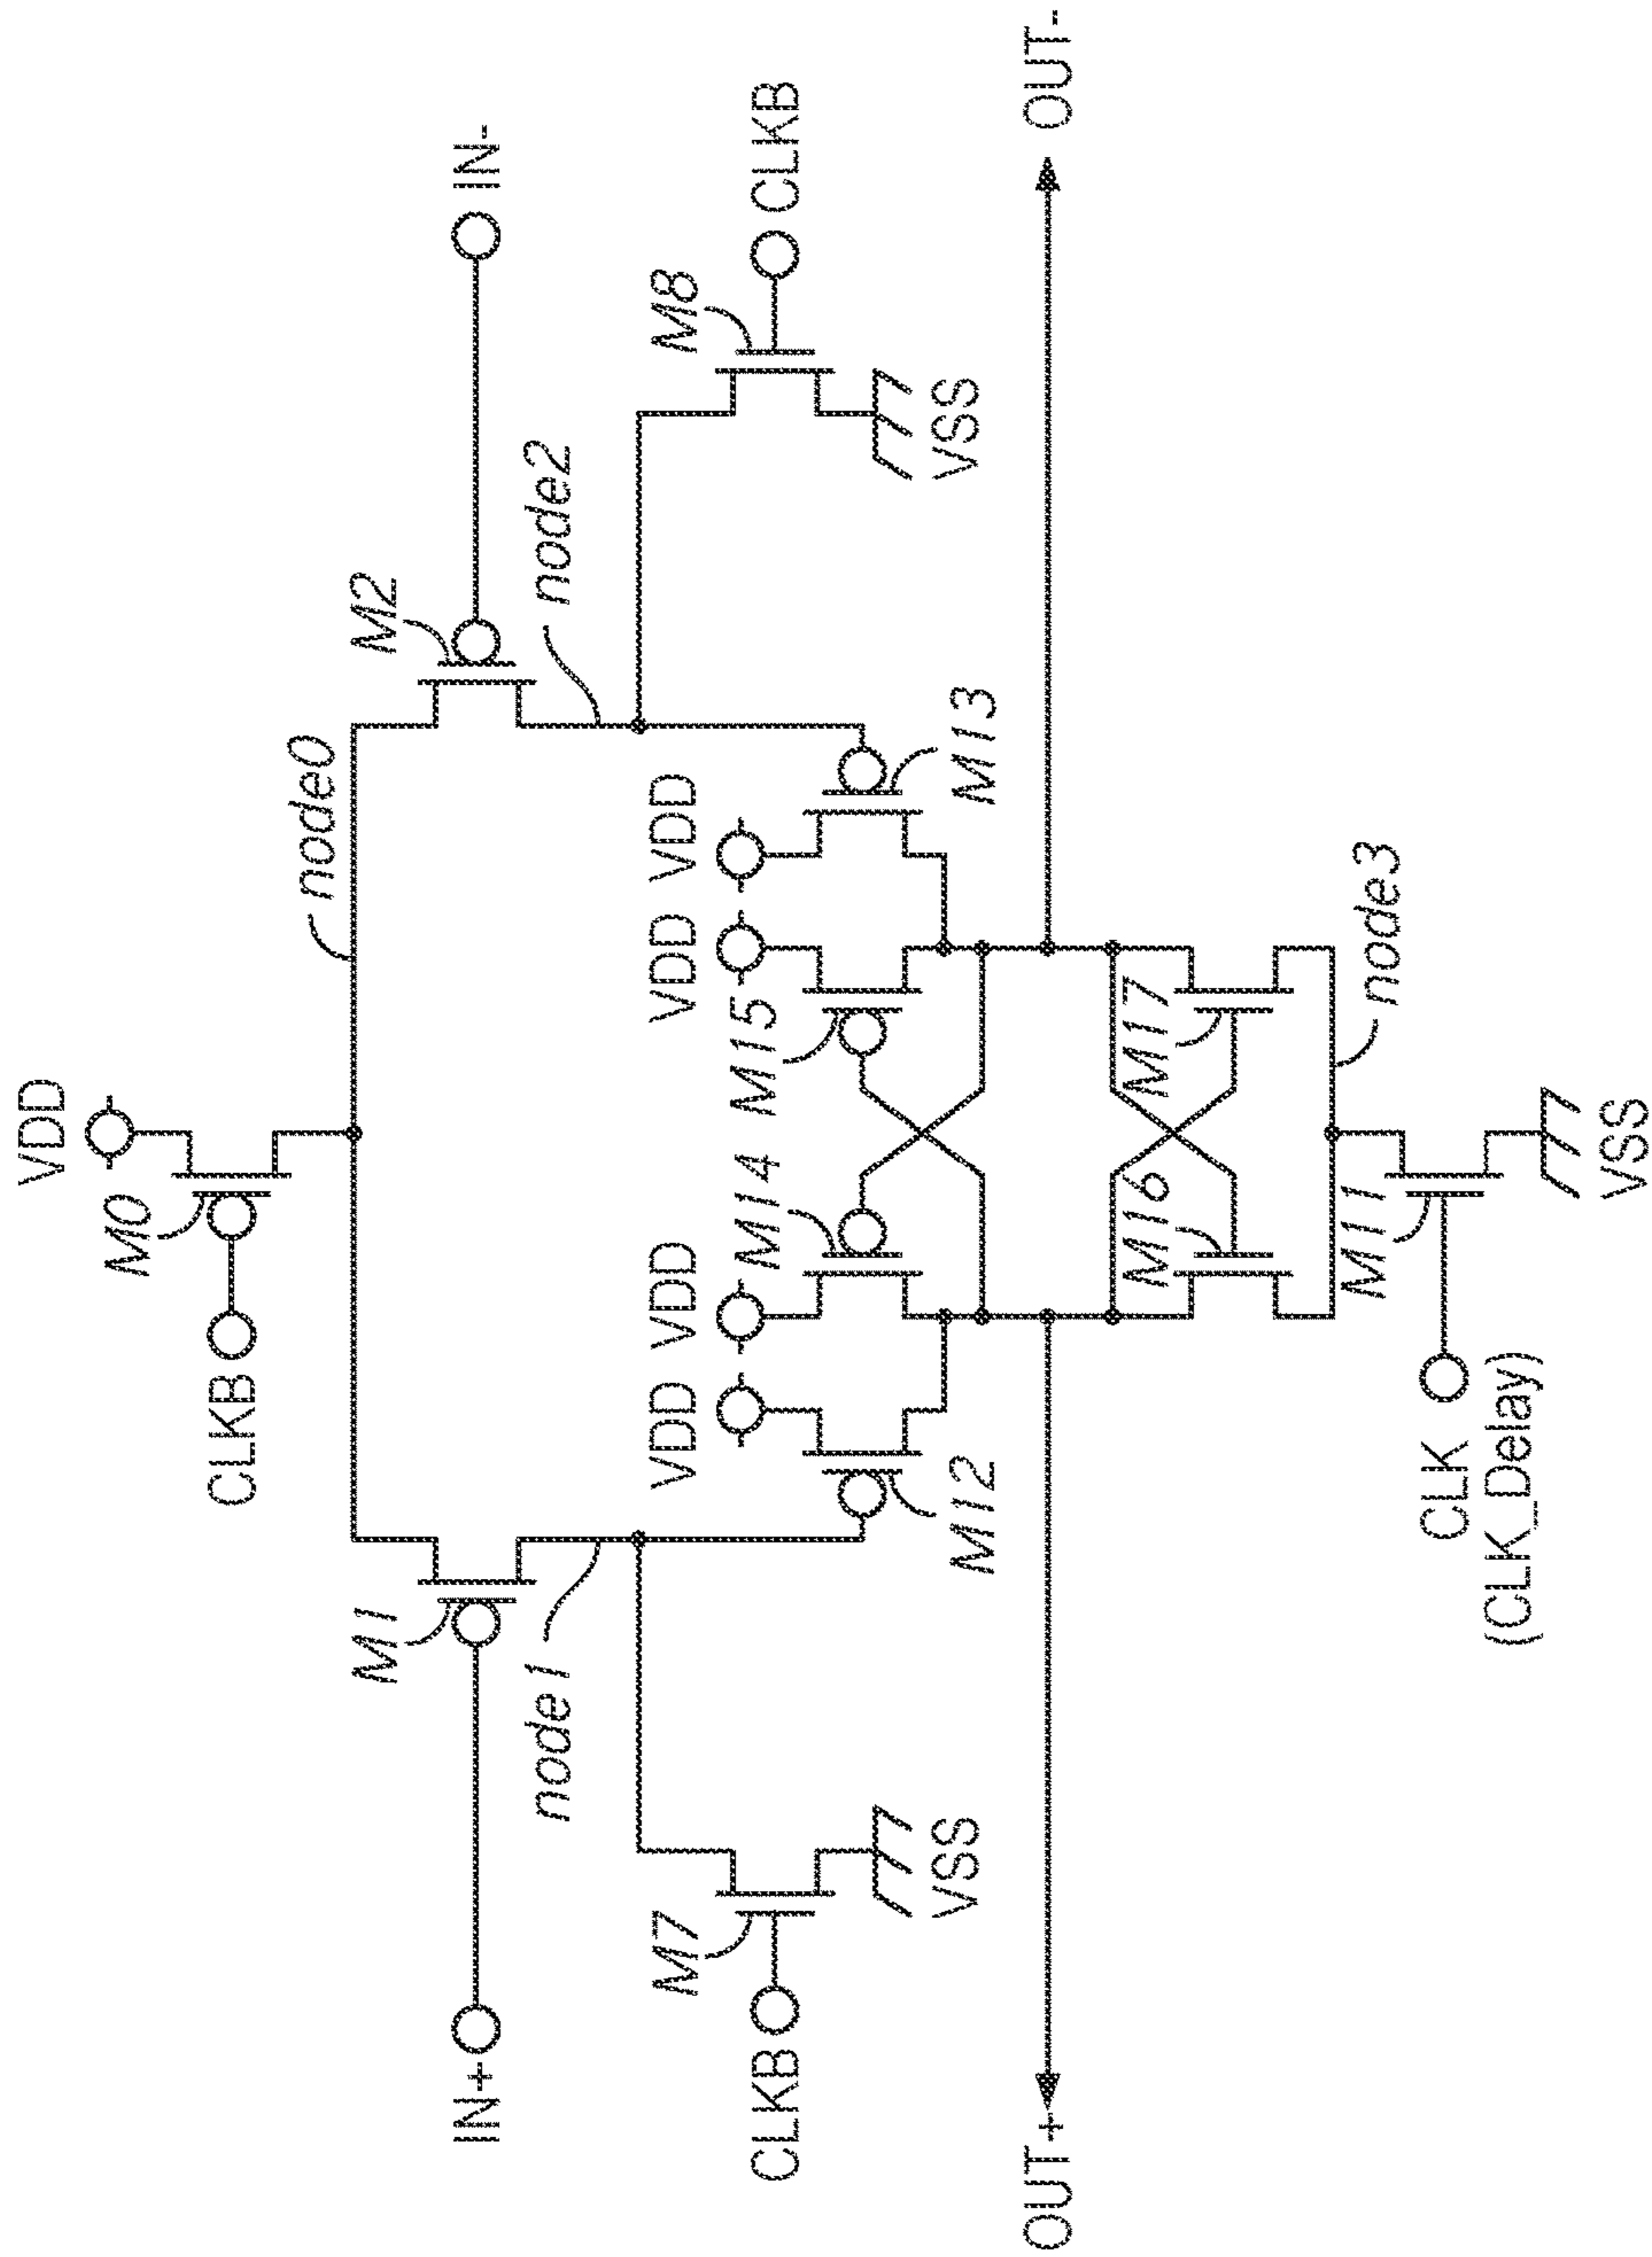 VDD
M0
CLKB
node0
M1
M2
IN+
IN-
node1
node2
M7
VDD
VDD
VDD
VDD
M8
CLKB
M14
M15
CLKB
VSS
M12
M13
VSS
OUT+
OUT-
M16
M17
M11
node3
CLK
(CLK_Delay)
VSS